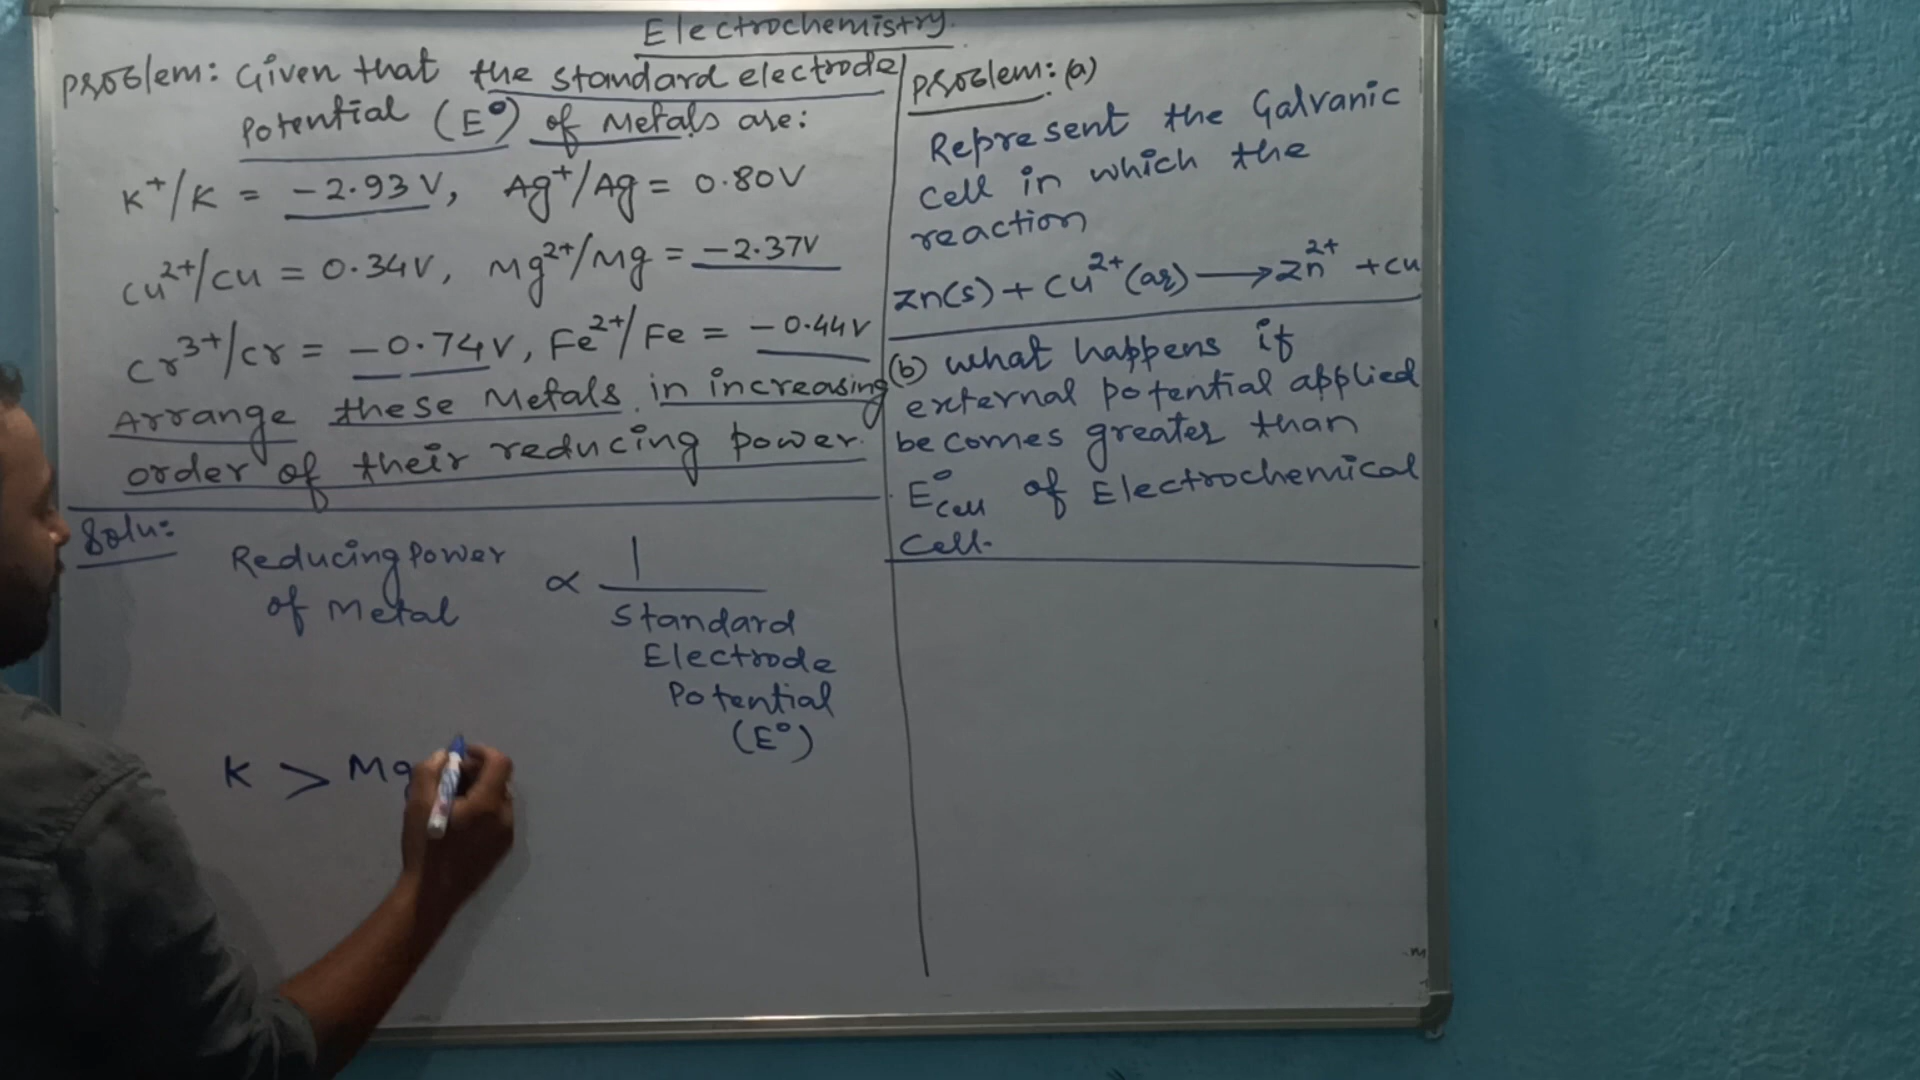 Electrochemistry.
Problem: Given that the standard electrode
Potential (E°) of Metals are:
K⁺/K = -2.93 V, Ag⁺/Ag = 0.80V
Cu²⁺/Cu = 0.34V, Mg²⁺/Mg = -2.37V
Cr³⁺/Cr = -0.74V, Fe²⁺/Fe = -0.44V
Arrange these Metals in increasing
order of their reducing power.
Solu:
Reducing Power
of Metal
∝ 1
Standard
Electrode
Potential
(E°)
K > Mg
Problem: (a)
Represent the Galvanic
Cell in which the
reaction
Zn(s) + Cu²⁺(aq) ⟶ Zn²⁺ + Cu
(b) What happens if
external potential applied
becomes greater than
E°cell of Electrochemical
Cell.